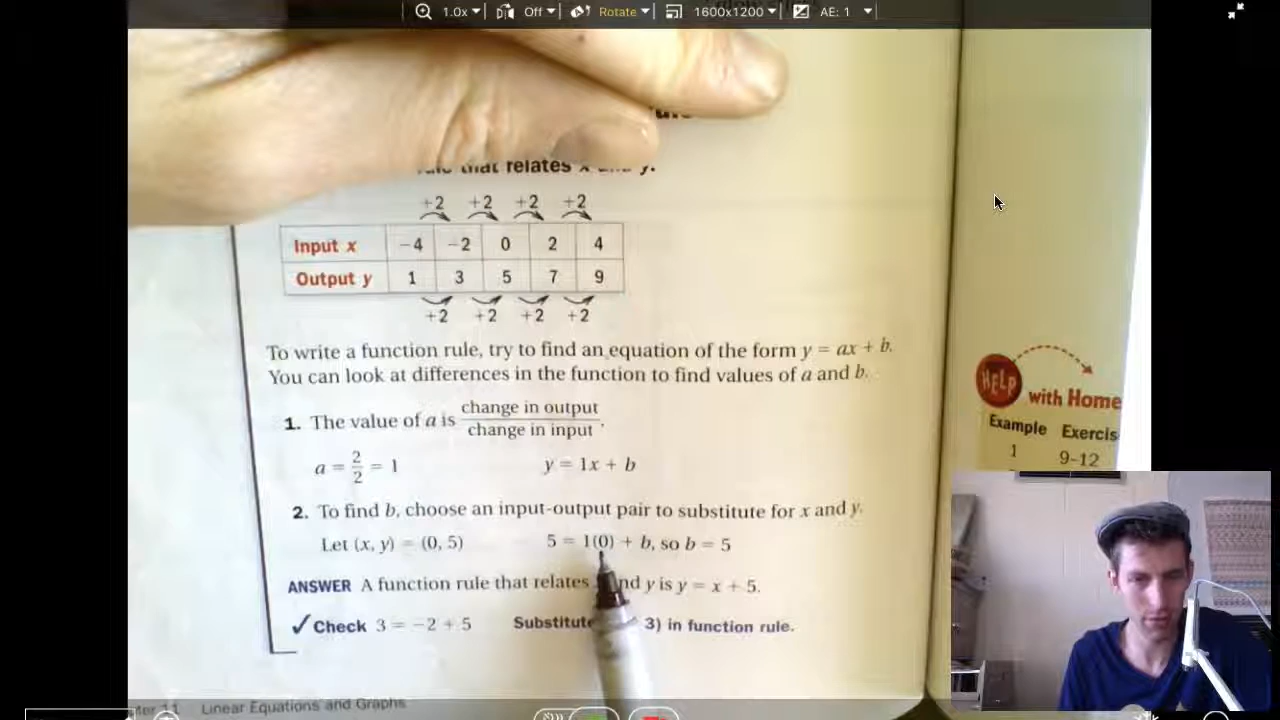 1.0x Off Rotate 1600x1200 AE: 1
that relates x and y.
+2 +2 +2 +2
Input x −4 −2 0 2 4
Output y 1 3 5 7 9
+2 +2 +2 +2
To write a function rule, try to find an equation of the form y = ax + b.
You can look at differences in the function to find values of a and b.
1. The value of a is change in output / change in input.
a = 2/2 = 1 y = 1x + b
2. To find b, choose an input-output pair to substitute for x and y.
Let (x, y) = (0, 5) 5 = 1(0) + b, so b = 5
ANSWER A function rule that relates and y is y = x + 5.
✓Check 3 = −2 + 5 Substitute 3) in function rule.
11 Linear Equations and Graphs
HELP with Home
Example Exercis
1 9–12